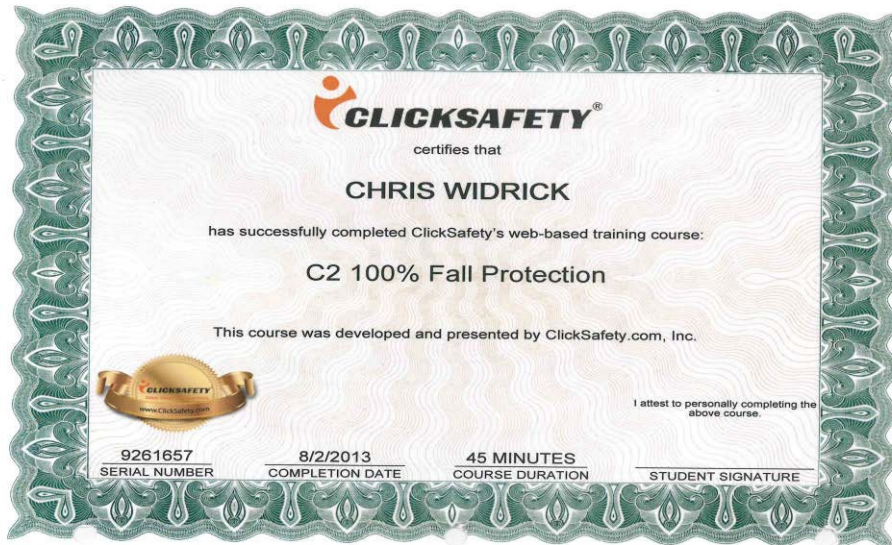 CLICKSAFETY®
certifies that
CHRIS WIDRICK
has successfully completed ClickSafety's web-based training course:
C2 100% Fall Protection
This course was developed and presented by ClickSafety.com, Inc.
CLICKSAFETY
www.ClickSafety.com
I attest to personally completing the
above course.
9261657
SERIAL NUMBER
8/2/2013
COMPLETION DATE
45 MINUTES
COURSE DURATION
STUDENT SIGNATURE